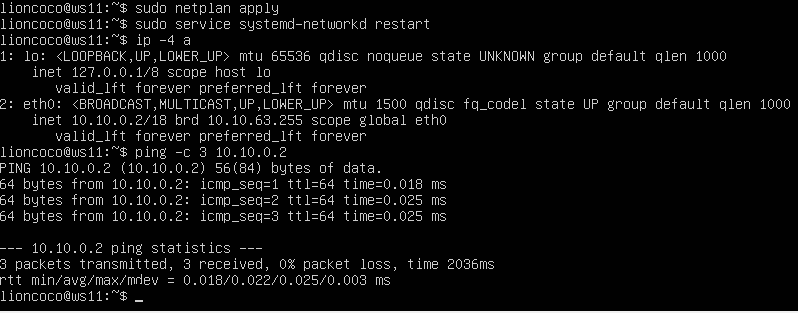 lioncoco@ws11:~$ sudo netplan apply
lioncoco@ws11:~$ sudo service systemd-networkd restart
lioncoco@ws11:~$ ip -4 a
1: lo: <LOOPBACK,UP,LOWER_UP> mtu 65536 qdisc noqueue state UNKNOWN group default qlen 1000
    inet 127.0.0.1/8 scope host lo
       valid_lft forever preferred_lft forever
2: eth0: <BROADCAST,MULTICAST,UP,LOWER_UP> mtu 1500 qdisc fq_codel state UP group default qlen 1000
    inet 10.10.0.2/18 brd 10.10.63.255 scope global eth0
       valid_lft forever preferred_lft forever
lioncoco@ws11:~$ ping -c 3 10.10.0.2
PING 10.10.0.2 (10.10.0.2) 56(84) bytes of data.
64 bytes from 10.10.0.2: icmp_seq=1 ttl=64 time=0.018 ms
64 bytes from 10.10.0.2: icmp_seq=2 ttl=64 time=0.025 ms
64 bytes from 10.10.0.2: icmp_seq=3 ttl=64 time=0.025 ms

--- 10.10.0.2 ping statistics ---
3 packets transmitted, 3 received, 0% packet loss, time 2036ms
rtt min/avg/max/mdev = 0.018/0.022/0.025/0.003 ms
lioncoco@ws11:~$ _